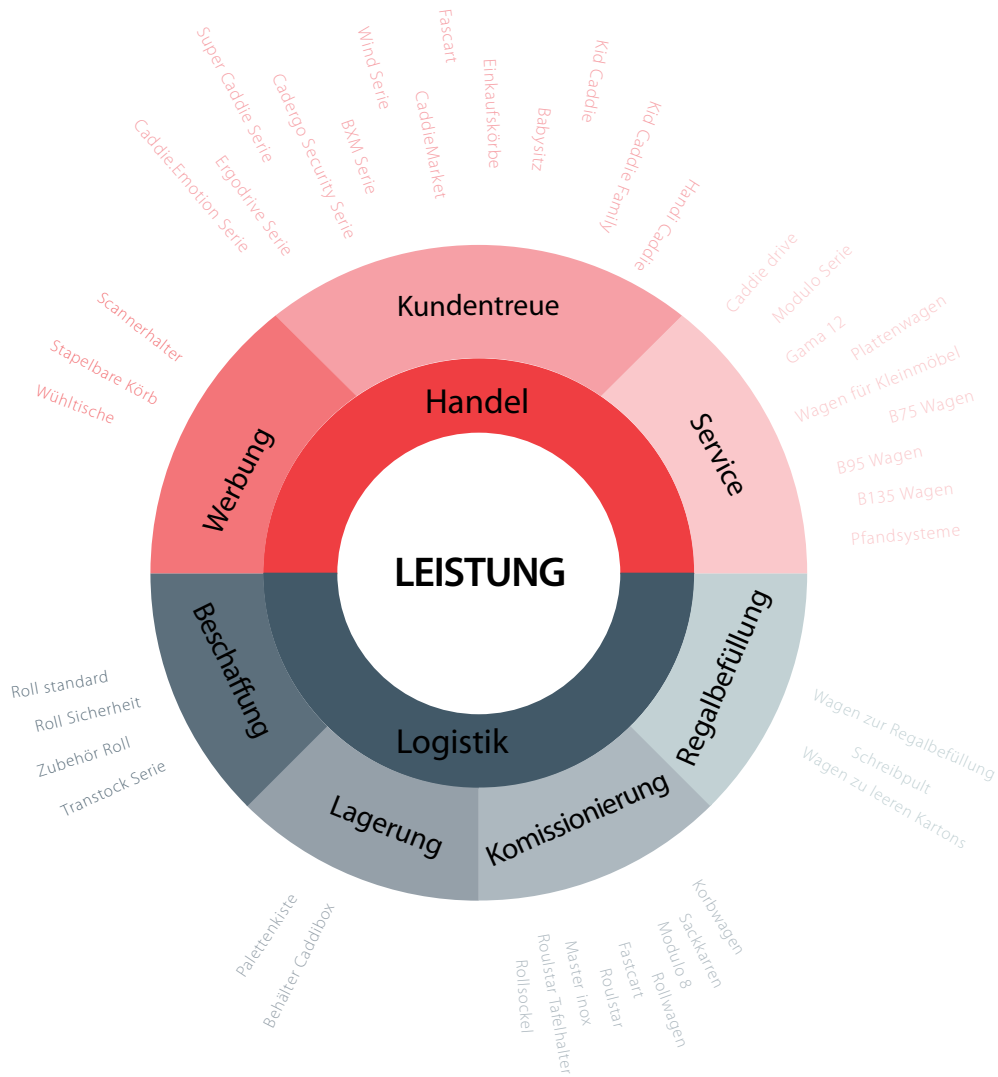 Fascart
Wind Serie
Super Caddie Serie
Kid Caddie
Einkaufskörbe
Cadergo Security Serie
CaddieMarket
Kid Caddie Family
Babysitz
BXM Serie
Caddie.Emotion Serie
Ergodrive Serie
Handi Caddie
Caddie drive
Modulo Serie
Gama 12
Plattenwagen
Wagen für Kleinmöbel
B75 Wagen
B95 Wagen
B135 Wagen
Pfandsysteme
Scannerhalter
Stapelbare Körb
Wühltische
Kundentreue
Handel
Werbung
Service
LEISTUNG
Beschaffung
Regalbefüllung
Logistik
Lagerung
Komissionierung
Roll standard
Roll Sicherheit
Zubehör Roll
Transtock Serie
Wagen zur Regalbefüllung
Schreibpult
Wagen zu leeren Kartons
Palettenkiste
Behälter Caddibox
Rollsockel
Roulstar Tafelhalter
Master inox
Roulstar
Fastcart
Rollwagen
Modulo 8
Sackkarren
Korbwagen